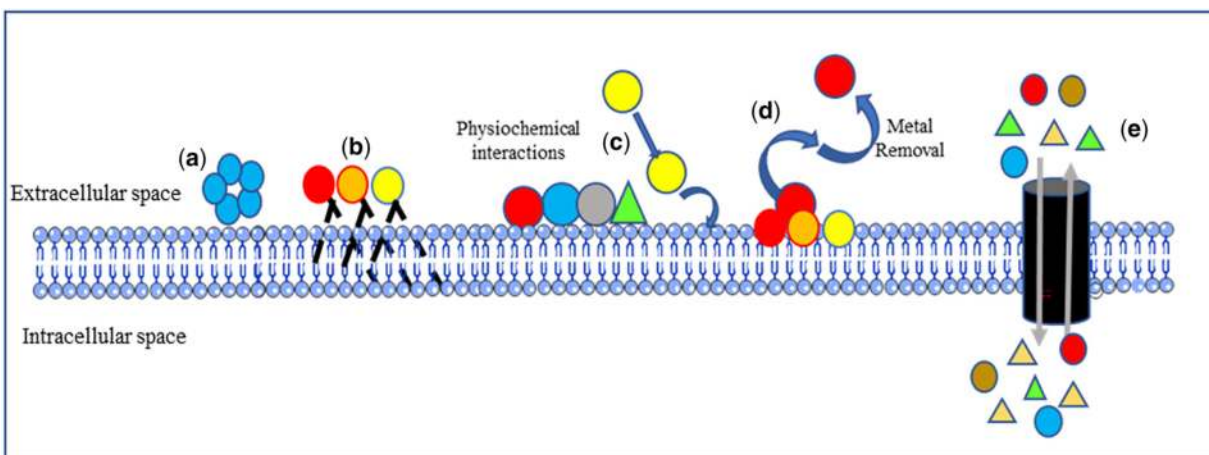 (a)
(b)
Physiochemical
interactions
(c)
(d)
Metal
Removal
(e)
Extracellular space
Intracellular space